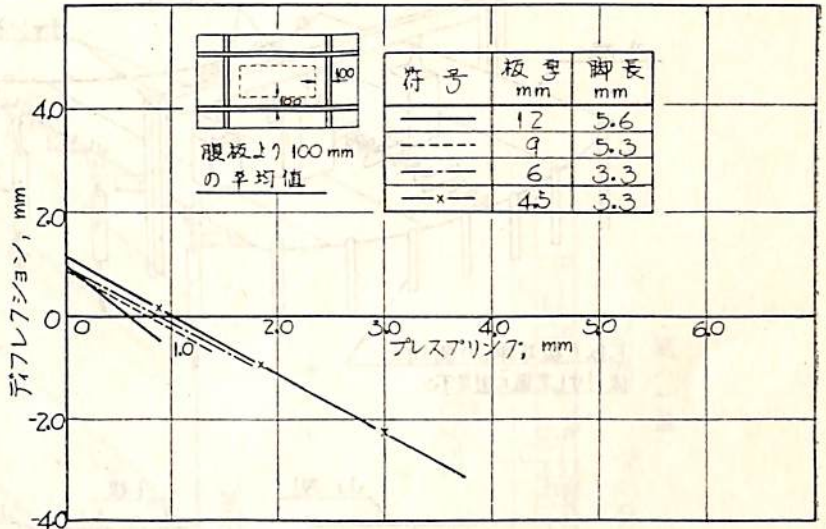 100
100
腹板より100mm
の平均値
符号 板厚 mm 脚長 mm
12 5.6
9 5.3
6 3.3
x 4.5 3.3
4.0
2.0
0
-2.0
-4.0
ディフレクション, mm
0 1.0 2.0 3.0 4.0 5.0 6.0
プレスプリング, mm